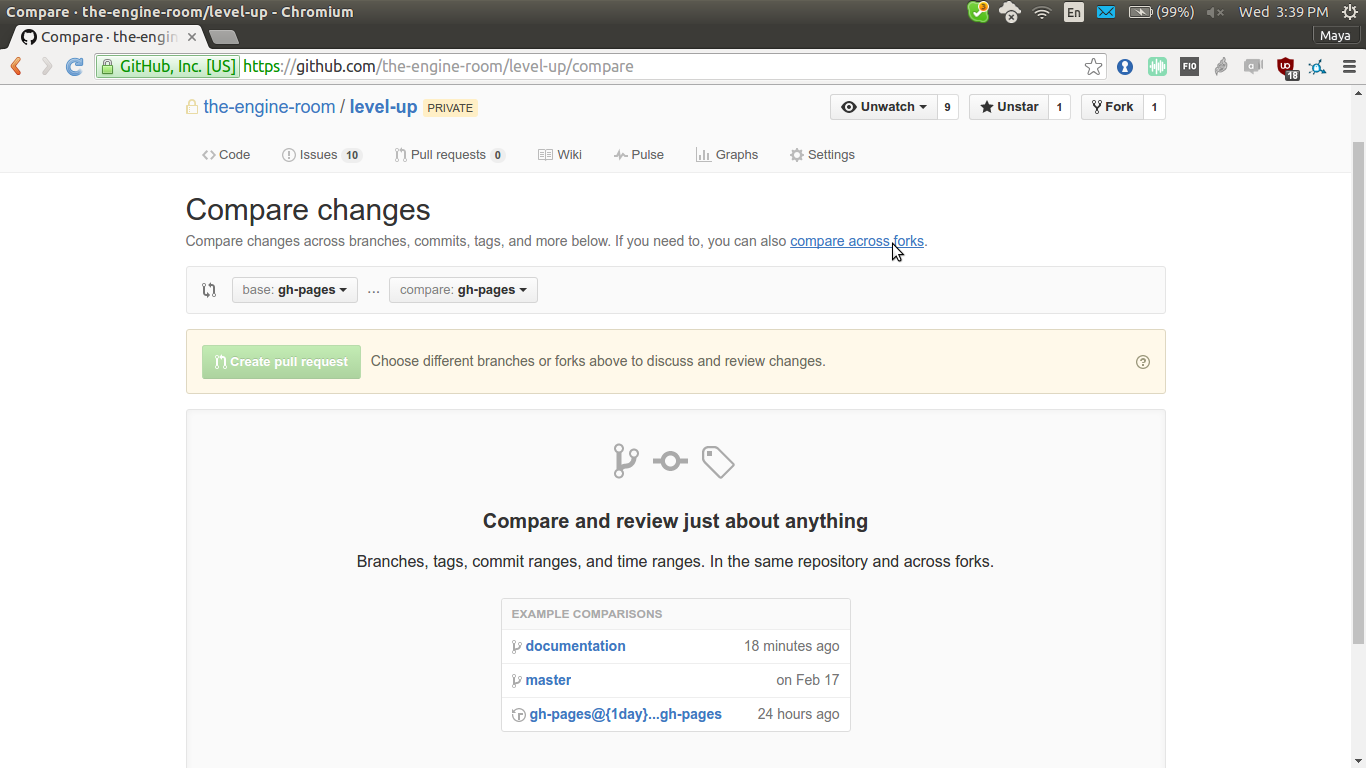 Compare · the-engine-room/level-up - Chromium
3 En (99%) Wed 3:39 PM
Compare · the-engin
Maya
GitHub, Inc. [US] https://github.com/the-engine-room/level-up/compare
FIO 18
the-engine-room / level-up PRIVATE
Unwatch 9 Unstar 1 Fork 1
Code Issues 10 Pull requests 0 Wiki Pulse Graphs Settings
Compare changes
Compare changes across branches, commits, tags, and more below. If you need to, you can also compare across forks.
base: gh-pages ... compare: gh-pages
Create pull request Choose different branches or forks above to discuss and review changes.
Compare and review just about anything
Branches, tags, commit ranges, and time ranges. In the same repository and across forks.
EXAMPLE COMPARISONS
documentation 18 minutes ago
master on Feb 17
gh-pages@{1day}...gh-pages 24 hours ago